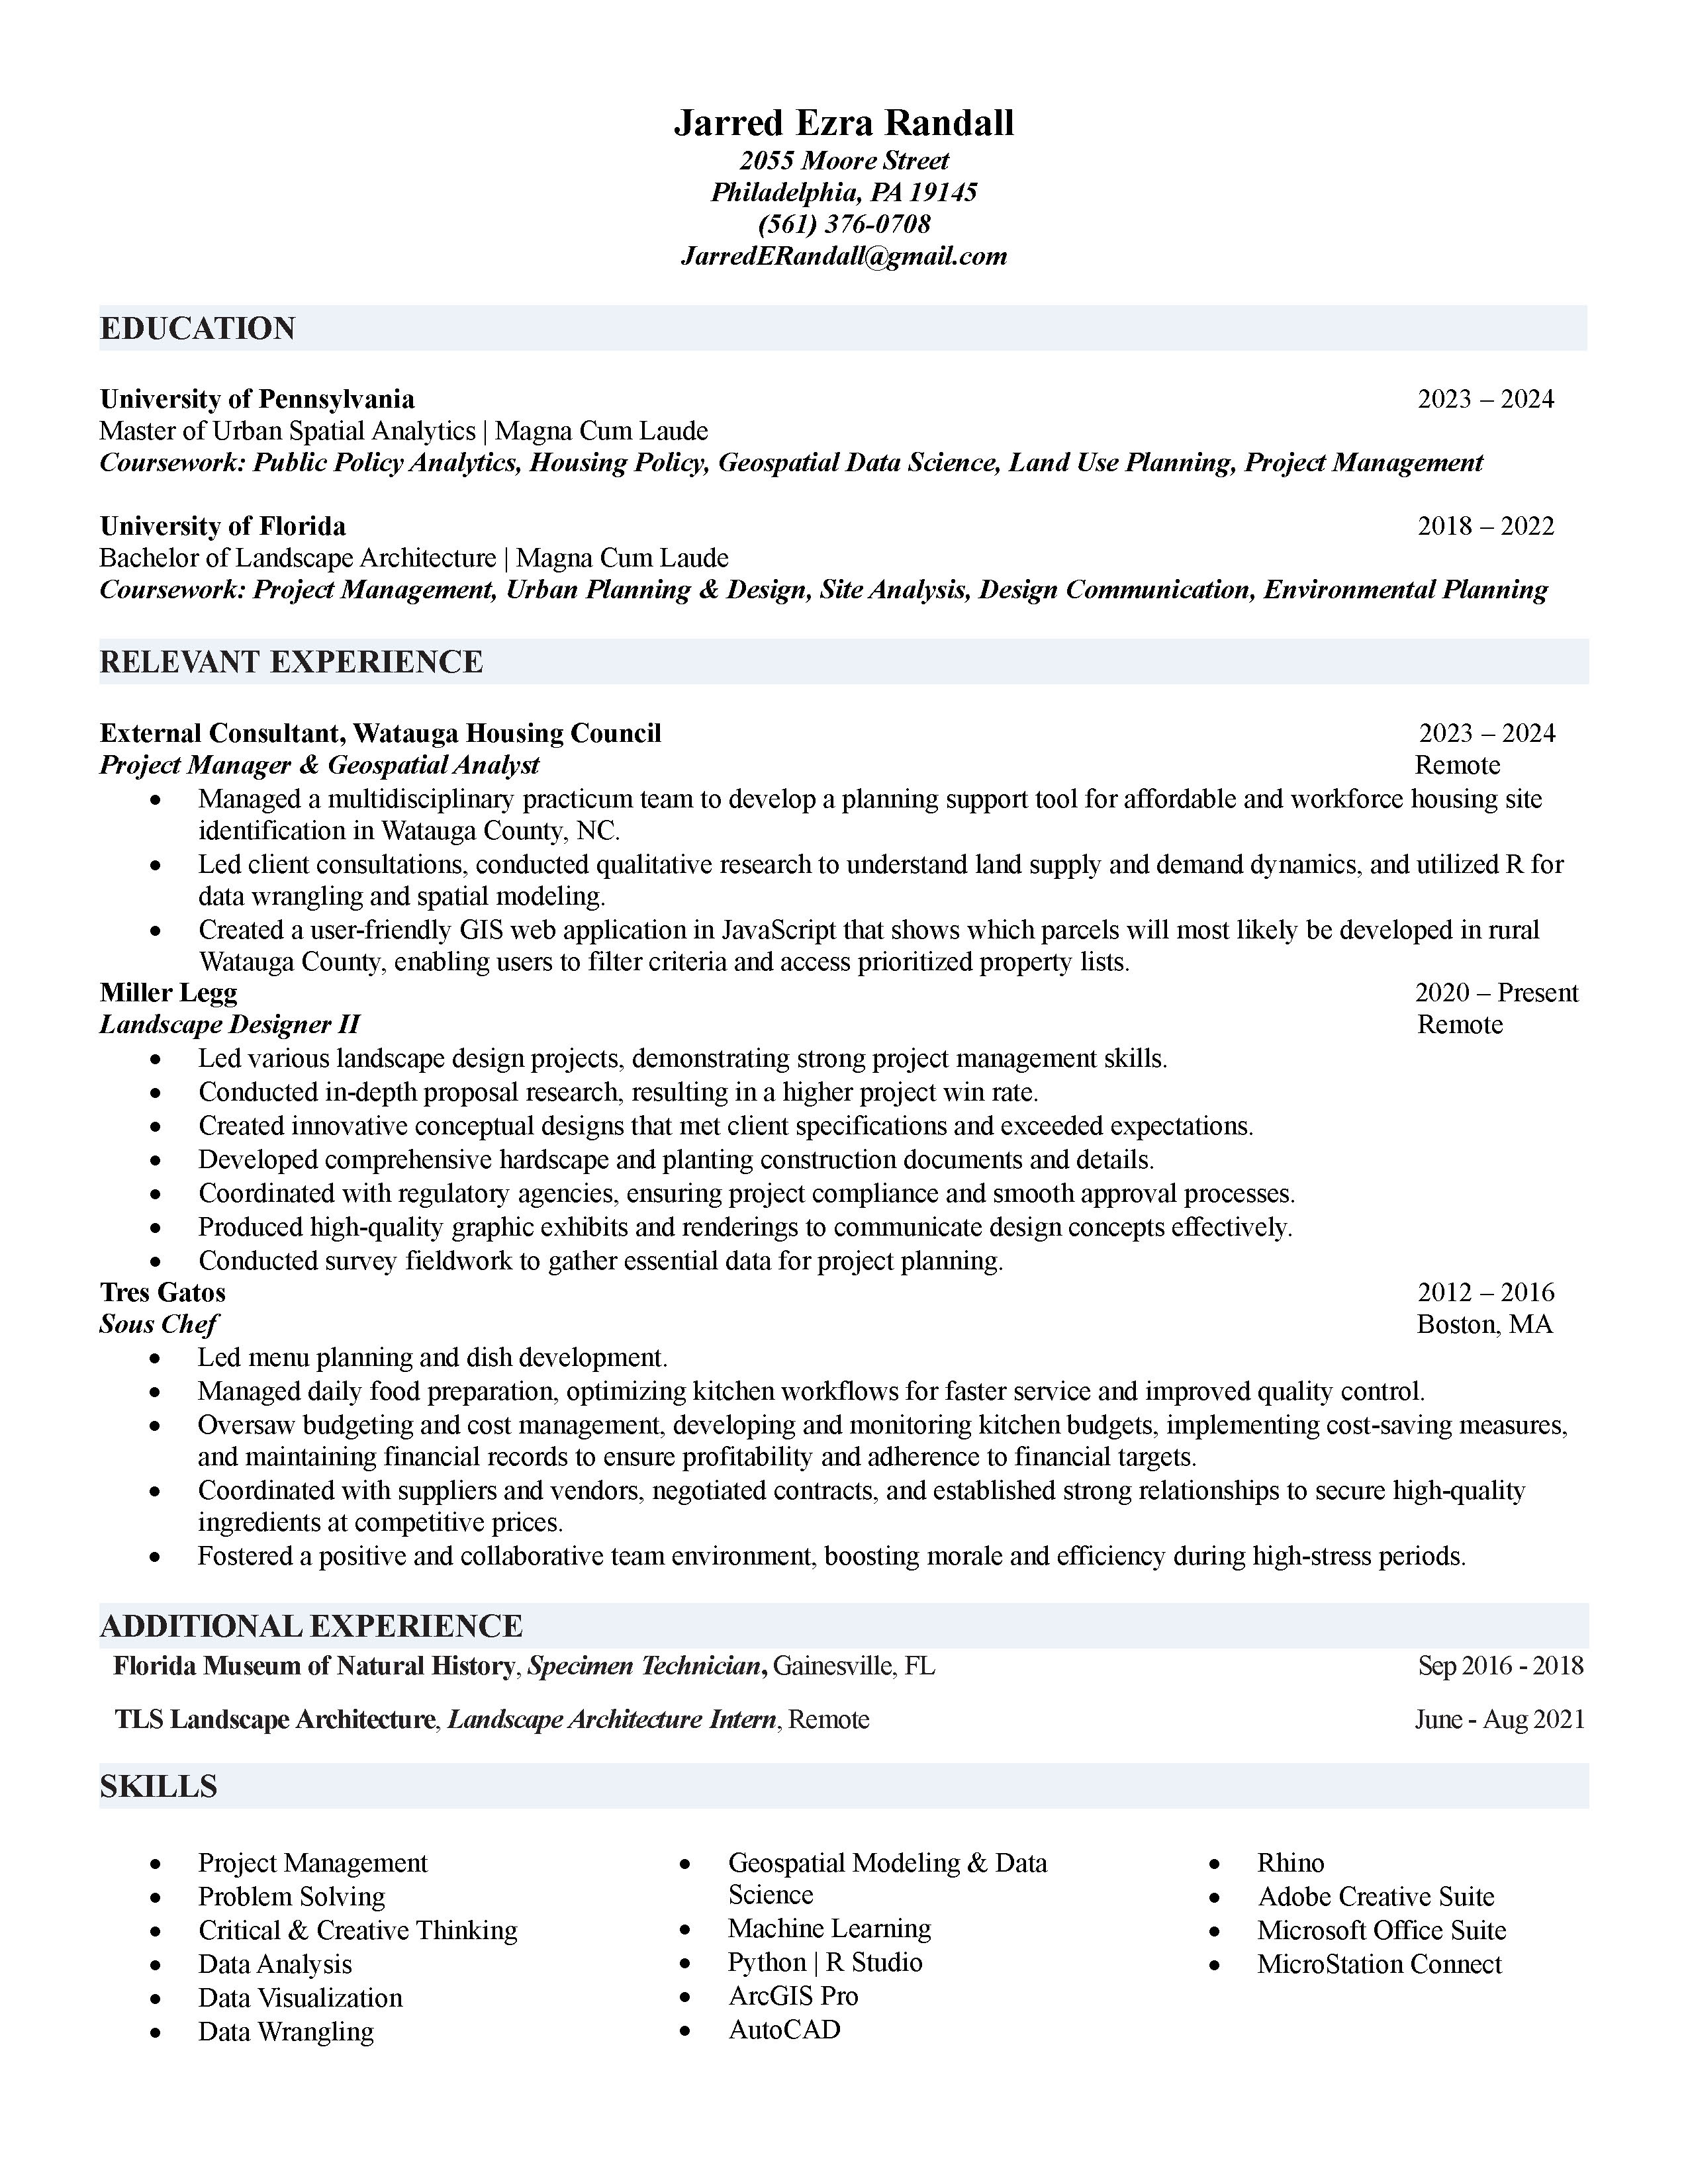 Jarred Ezra Randall
2055 Moore Street
Philadelphia, PA 19145
(561) 376-0708
JarredERandall@gmail.com
EDUCATION
University of Pennsylvania 2023 – 2024
Master of Urban Spatial Analytics | Magna Cum Laude
Coursework: Public Policy Analytics, Housing Policy, Geospatial Data Science, Land Use Planning, Project Management
University of Florida 2018 – 2022
Bachelor of Landscape Architecture | Magna Cum Laude
Coursework: Project Management, Urban Planning & Design, Site Analysis, Design Communication, Environmental Planning
RELEVANT EXPERIENCE
External Consultant, Watauga Housing Council 2023 – 2024
Project Manager & Geospatial Analyst Remote
• Managed a multidisciplinary practicum team to develop a planning support tool for affordable and workforce housing site
identification in Watauga County, NC.
• Led client consultations, conducted qualitative research to understand land supply and demand dynamics, and utilized R for
data wrangling and spatial modeling.
• Created a user-friendly GIS web application in JavaScript that shows which parcels will most likely be developed in rural
Watauga County, enabling users to filter criteria and access prioritized property lists.
Miller Legg 2020 – Present
Landscape Designer II Remote
• Led various landscape design projects, demonstrating strong project management skills.
• Conducted in-depth proposal research, resulting in a higher project win rate.
• Created innovative conceptual designs that met client specifications and exceeded expectations.
• Developed comprehensive hardscape and planting construction documents and details.
• Coordinated with regulatory agencies, ensuring project compliance and smooth approval processes.
• Produced high-quality graphic exhibits and renderings to communicate design concepts effectively.
• Conducted survey fieldwork to gather essential data for project planning.
Tres Gatos 2012 – 2016
Sous Chef Boston, MA
• Led menu planning and dish development.
• Managed daily food preparation, optimizing kitchen workflows for faster service and improved quality control.
• Oversaw budgeting and cost management, developing and monitoring kitchen budgets, implementing cost-saving measures,
and maintaining financial records to ensure profitability and adherence to financial targets.
• Coordinated with suppliers and vendors, negotiated contracts, and established strong relationships to secure high-quality
ingredients at competitive prices.
• Fostered a positive and collaborative team environment, boosting morale and efficiency during high-stress periods.
ADDITIONAL EXPERIENCE
Florida Museum of Natural History, Specimen Technician, Gainesville, FL Sep 2016 - 2018
TLS Landscape Architecture, Landscape Architecture Intern, Remote June - Aug 2021
SKILLS
• Project Management
• Problem Solving
• Critical & Creative Thinking
• Data Analysis
• Data Visualization
• Data Wrangling
• Geospatial Modeling & Data
Science
• Machine Learning
• Python | R Studio
• ArcGIS Pro
• AutoCAD
• Rhino
• Adobe Creative Suite
• Microsoft Office Suite
• MicroStation Connect